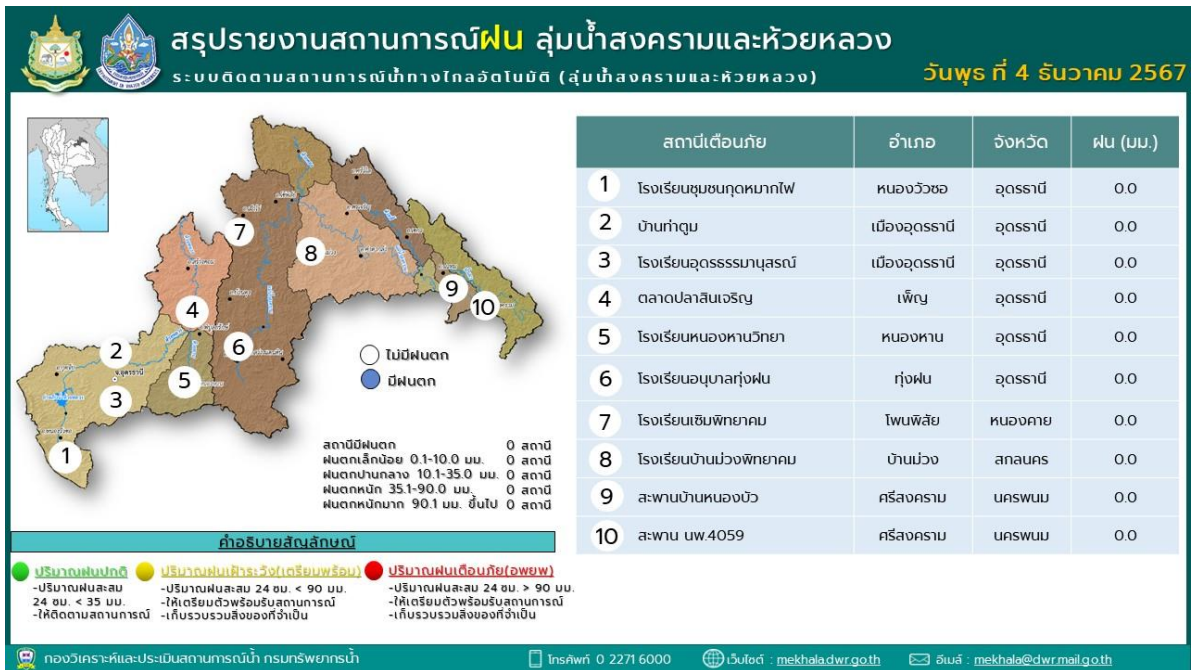 สรุปรายงานสถานการณ์ฝน ลุ่มน้ำสงครามและห้วยหลวง
ระบบติดตามสถานการณ์น้ำทางไกลอัตโนมัติ (ลุ่มน้ำสงครามและห้วยหลวง)
วันพุธ ที่ 4 ธันวาคม 2567
สถานีเตือนภัย อำเภอ จังหวัด ฝน (มม.)
1 โรงเรียนชุมชนกุดหมากไฟ หนองวัวซอ อุดรธานี 0.0
2 บ้านท่าตูม เมืองอุดรธานี อุดรธานี 0.0
3 โรงเรียนอุดรธรรมานุสรณ์ เมืองอุดรธานี อุดรธานี 0.0
4 ตลาดปลาสินเจริญ เพ็ญ อุดรธานี 0.0
5 โรงเรียนหนองหานวิทยา หนองหาน อุดรธานี 0.0
6 โรงเรียนอนุบาลทุ่งฝน ทุ่งฝน อุดรธานี 0.0
7 โรงเรียนเซิมพิทยาคม โพนพิสัย หนองคาย 0.0
8 โรงเรียนบ้านม่วงพิทยาคม บ้านม่วง สกลนคร 0.0
9 สะพานบ้านหนองบัว ศรีสงคราม นครพนม 0.0
10 สะพาน นพ.4059 ศรีสงคราม นครพนม 0.0
7
8
9
10
4
6
2
5
3
1
จ.อุดรธานี
ไม่มีฝนตก
มีฝนตก
สถานีมีฝนตก 0 สถานี
ฝนตกเล็กน้อย 0.1-10.0 มม. 0 สถานี
ฝนตกปานกลาง 10.1-35.0 มม. 0 สถานี
ฝนตกหนัก 35.1-90.0 มม. 0 สถานี
ฝนตกหนักมาก 90.1 มม. ขึ้นไป 0 สถานี
คำอธิบายสัญลักษณ์
ปริมาณฝนปกติ
-ปริมาณฝนสะสม
24 ชม. < 35 มม.
-ให้ติดตามสถานการณ์
ปริมาณฝนเฝ้าระวัง(เตรียมพร้อม)
-ปริมาณฝนสะสม 24 ชม. < 90 มม.
-ให้เตรียมตัวพร้อมรับสถานการณ์
-เก็บรวบรวมสิ่งของที่จำเป็น
ปริมาณฝนเตือนภัย(อพยพ)
-ปริมาณฝนสะสม 24 ชม. > 90 มม.
-ให้เตรียมตัวพร้อมรับสถานการณ์
-เก็บรวบรวมสิ่งของที่จำเป็น
กองวิเคราะห์และประเมินสถานการณ์น้ำ กรมทรัพยากรน้ำ
โทรศัพท์ 0 2271 6000
เว็บไซต์ : mekhala.dwr.go.th
อีเมล์ : mekhala@dwr.mail.go.th